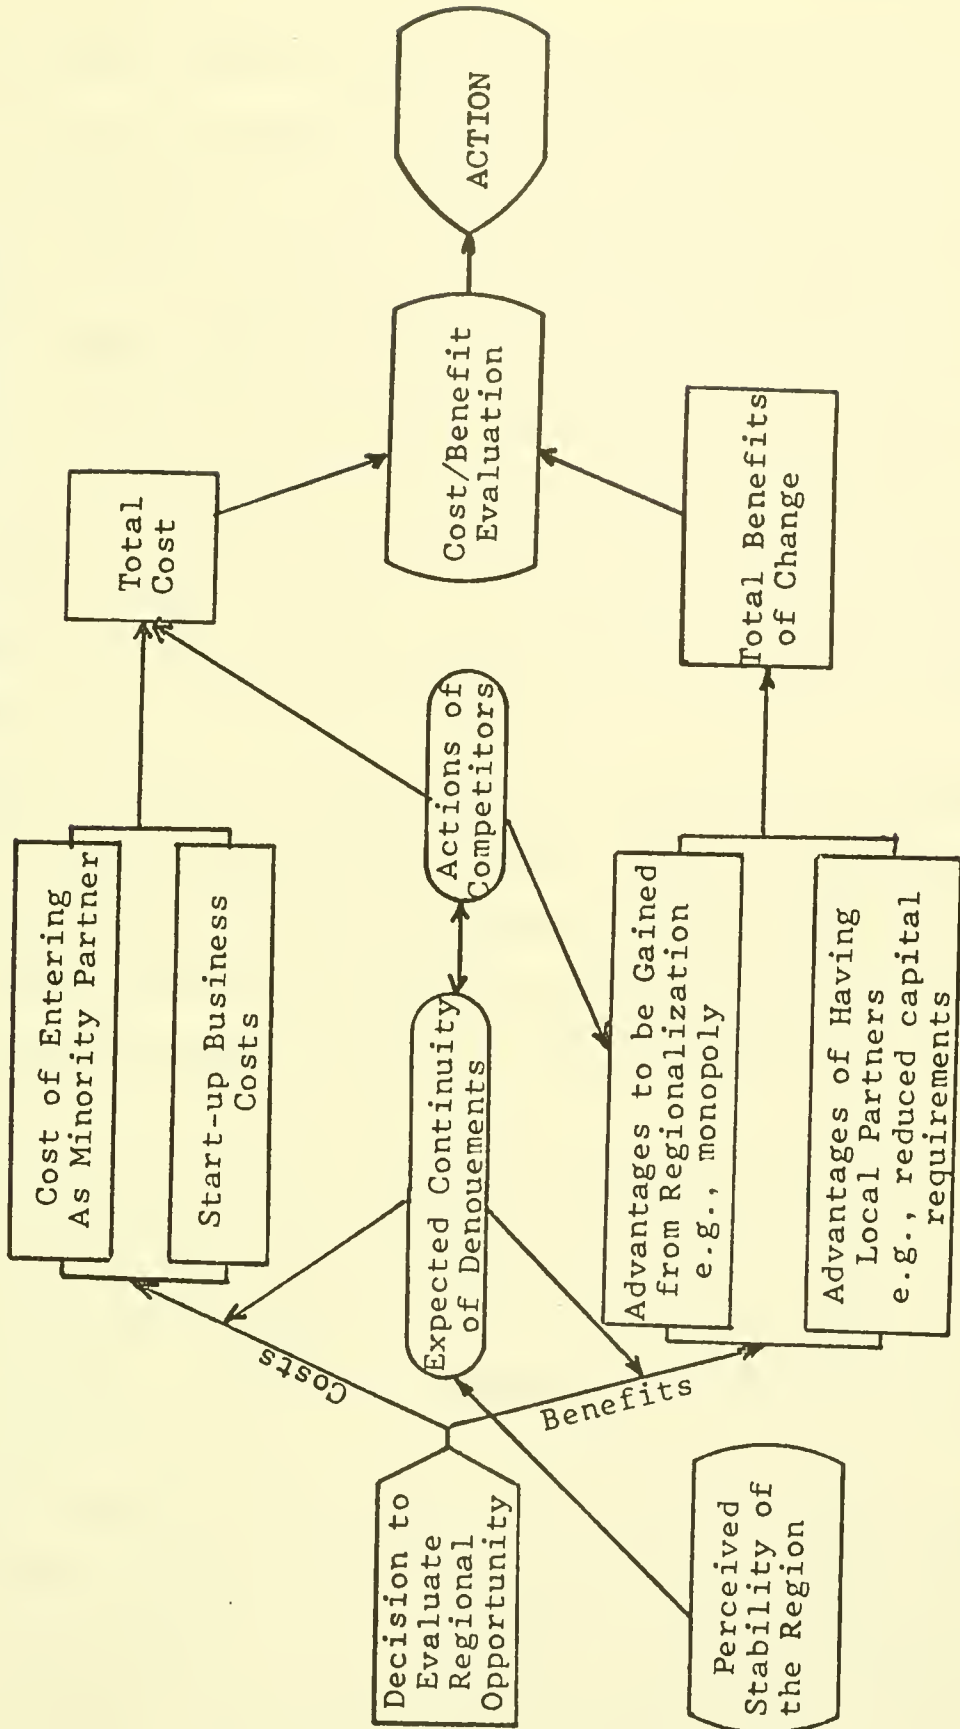 Decision to
Evaluate
Regional
Opportunity
Perceived
Stability of
the Region
Costs
Benefits
Cost of Entering
As Minority Partner
Start-up Business
Costs
Expected Continuity
of Denouements
Advantages to be Gained
from Regionalization
e.g., monopoly
Advantages of Having
Local Partners
e.g., reduced capital
requirements
Actions of
Competitors
Total
Cost
Total Benefits
of Change
Cost/Benefit
Evaluation
ACTION